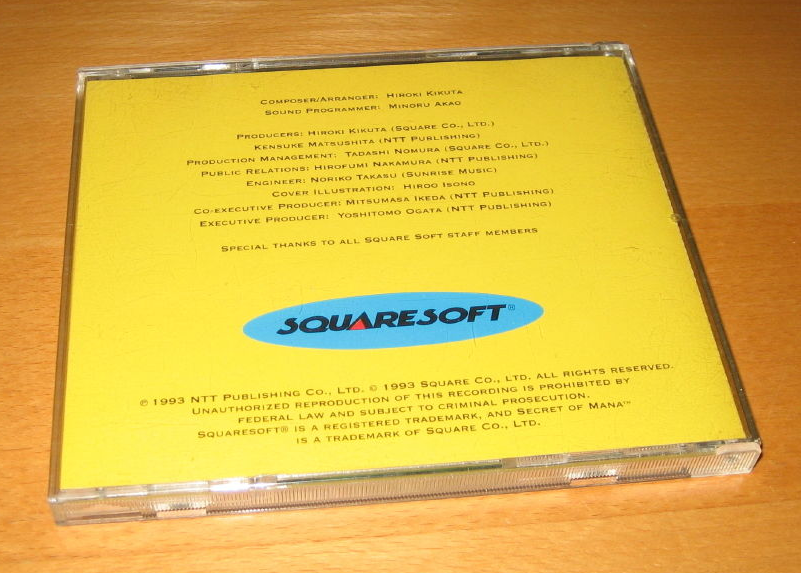 COMPOSER/ARRANGER: HIROKI KIKUTA
SOUND PROGRAMMER: MINORU AKAO
PRODUCERS: HIROKI KIKUTA (SQUARE CO., LTD.)
KENSUKE MATSUSHITA (NTT PUBLISHING)
PRODUCTION MANAGEMENT: TADASHI NOMURA (SQUARE CO., LTD.)
PUBLIC RELATIONS: HIROFUMI NAKAMURA (NTT PUBLISHING)
ENGINEER: NORIKO TAKASU (SUNRISE MUSIC)
COVER ILLUSTRATION: HIROO ISONO
CO-EXECUTIVE PRODUCER: MITSUMASA IKEDA (NTT PUBLISHING)
EXECUTIVE PRODUCER: YOSHITOMO OGATA (NTT PUBLISHING)
SPECIAL THANKS TO ALL SQUARE SOFT STAFF MEMBERS
SQUARESOFT®
℗ 1993 NTT PUBLISHING CO., LTD. © 1993 SQUARE CO., LTD. ALL RIGHTS RESERVED.
UNAUTHORIZED REPRODUCTION OF THIS RECORDING IS PROHIBITED BY
FEDERAL LAW AND SUBJECT TO CRIMINAL PROSECUTION.
SQUARESOFT® IS A REGISTERED TRADEMARK, AND SECRET OF MANA™
IS A TRADEMARK OF SQUARE CO., LTD.